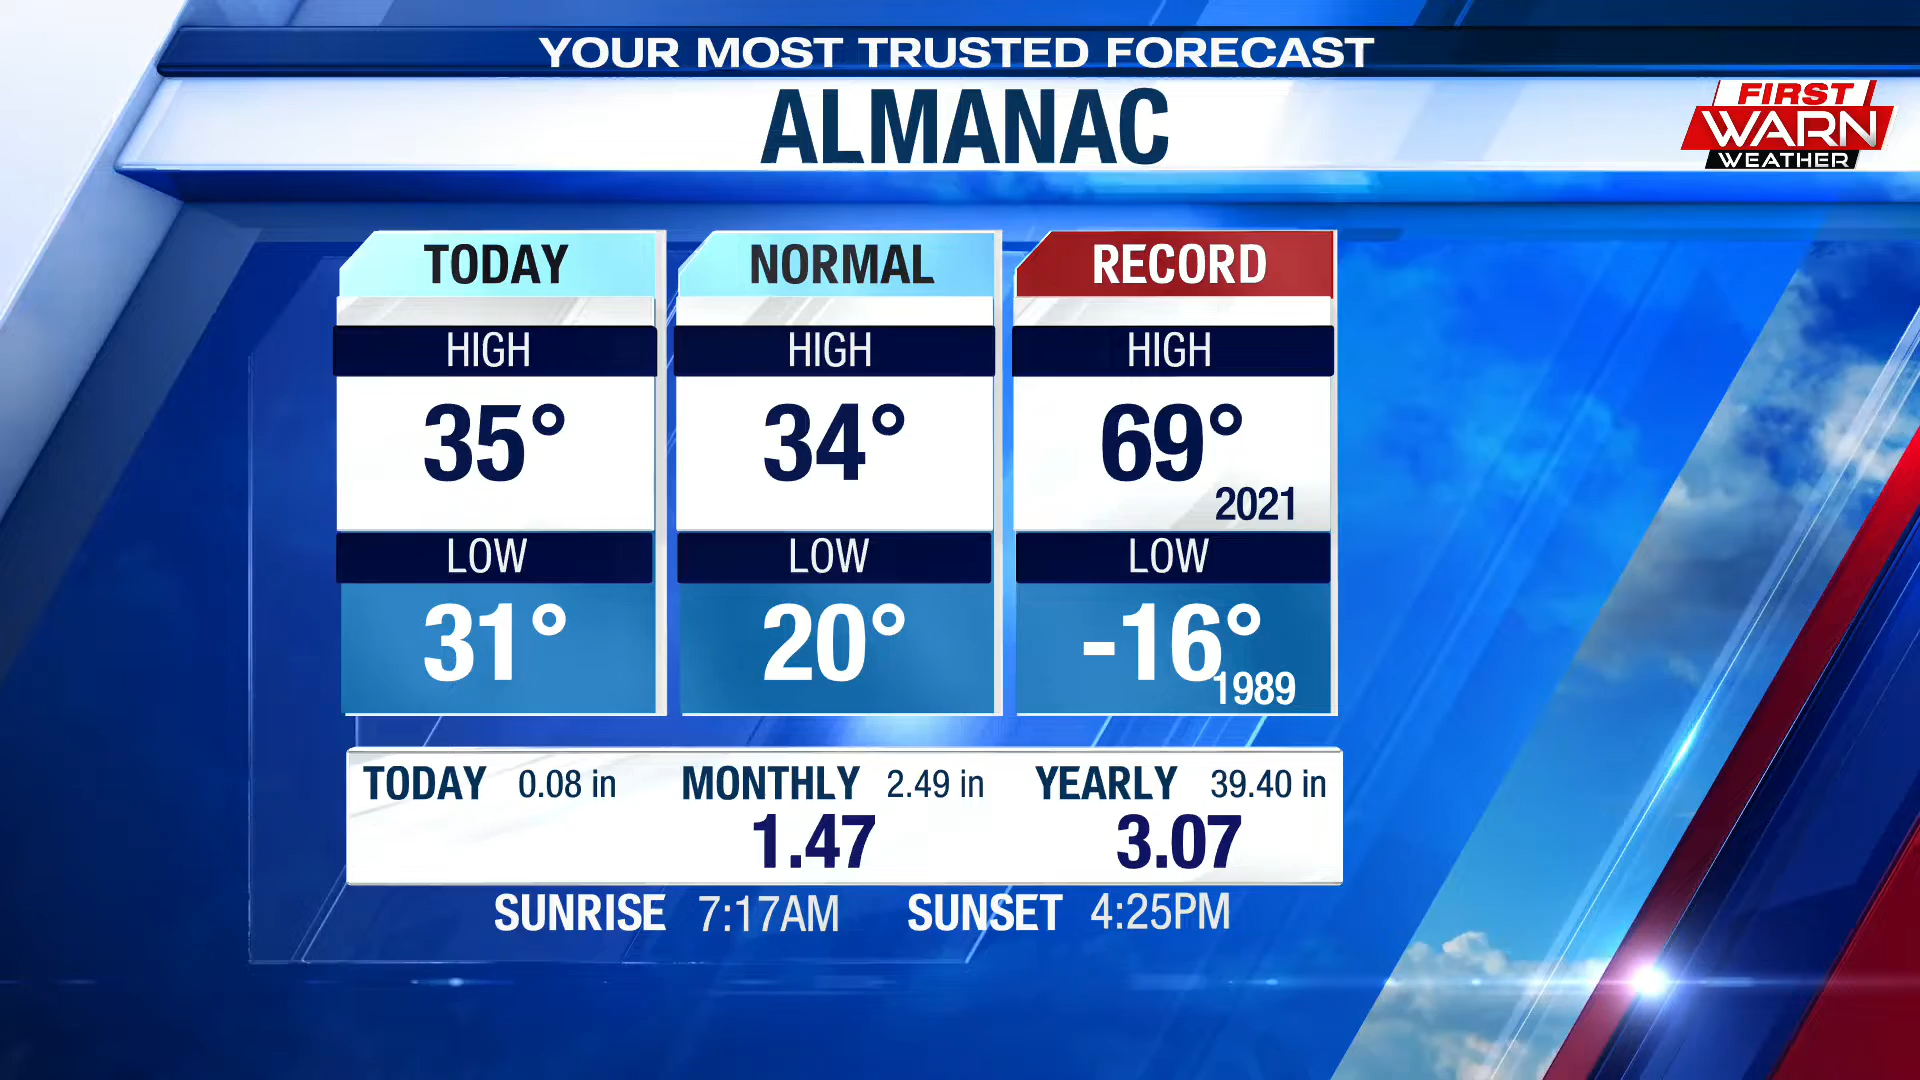 YOUR MOST TRUSTED FORECAST
ALMANAC
FIRST
WARN
WEATHER
TODAY NORMAL RECORD
HIGH HIGH HIGH
35° 34° 69°
2021
LOW LOW LOW
31° 20° -16°
1989
TODAY 0.08 in MONTHLY 2.49 in YEARLY 39.40 in
1.47 3.07
SUNRISE 7:17AM SUNSET 4:25PM